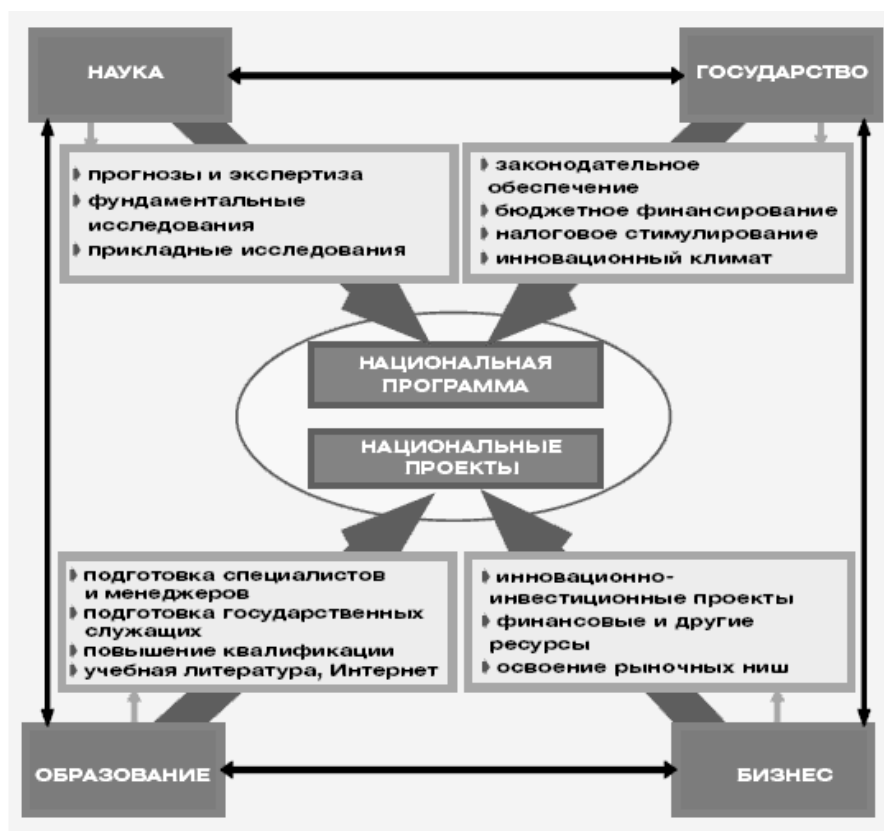 НАУКА
ГОСУДАРСТВО
прогнозы и экспертиза
фундаментальные
исследования
прикладные исследования
законодательное
обеспечение
бюджетное финансирование
налоговое стимулирование
инновационный климат
НАЦИОНАЛЬНАЯ
ПРОГРАММА
НАЦИОНАЛЬНЫЕ
ПРОЕКТЫ
подготовка специалистов
и менеджеров
подготовка государственных
служащих
повышение квалификации
учебная литература, Интернет
инновационно-
инвестиционные проекты
финансовые и другие
ресурсы
освоение рыночных ниш
ОБРАЗОВАНИЕ
БИЗНЕС